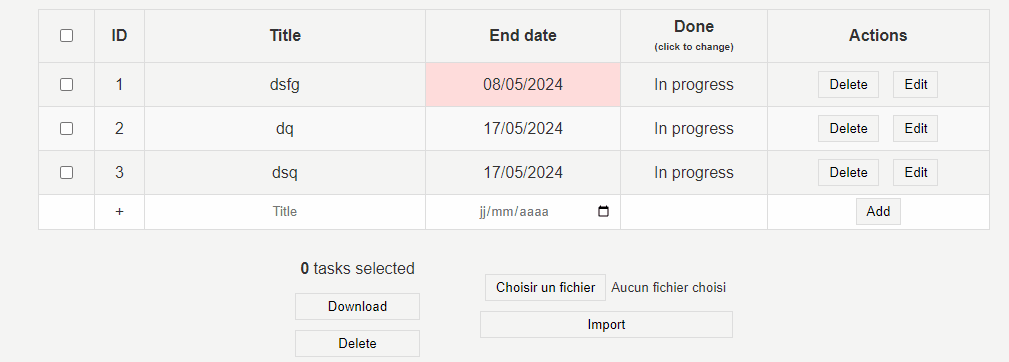 ID Title End date Done Actions
(click to change)
1 dsfg 08/05/2024 In progress Delete Edit
2 dq 17/05/2024 In progress Delete Edit
3 dsq 17/05/2024 In progress Delete Edit
+ Title jj/mm/aaaa Add
0 tasks selected
Choisir un fichier Aucun fichier choisi
Download
Import
Delete